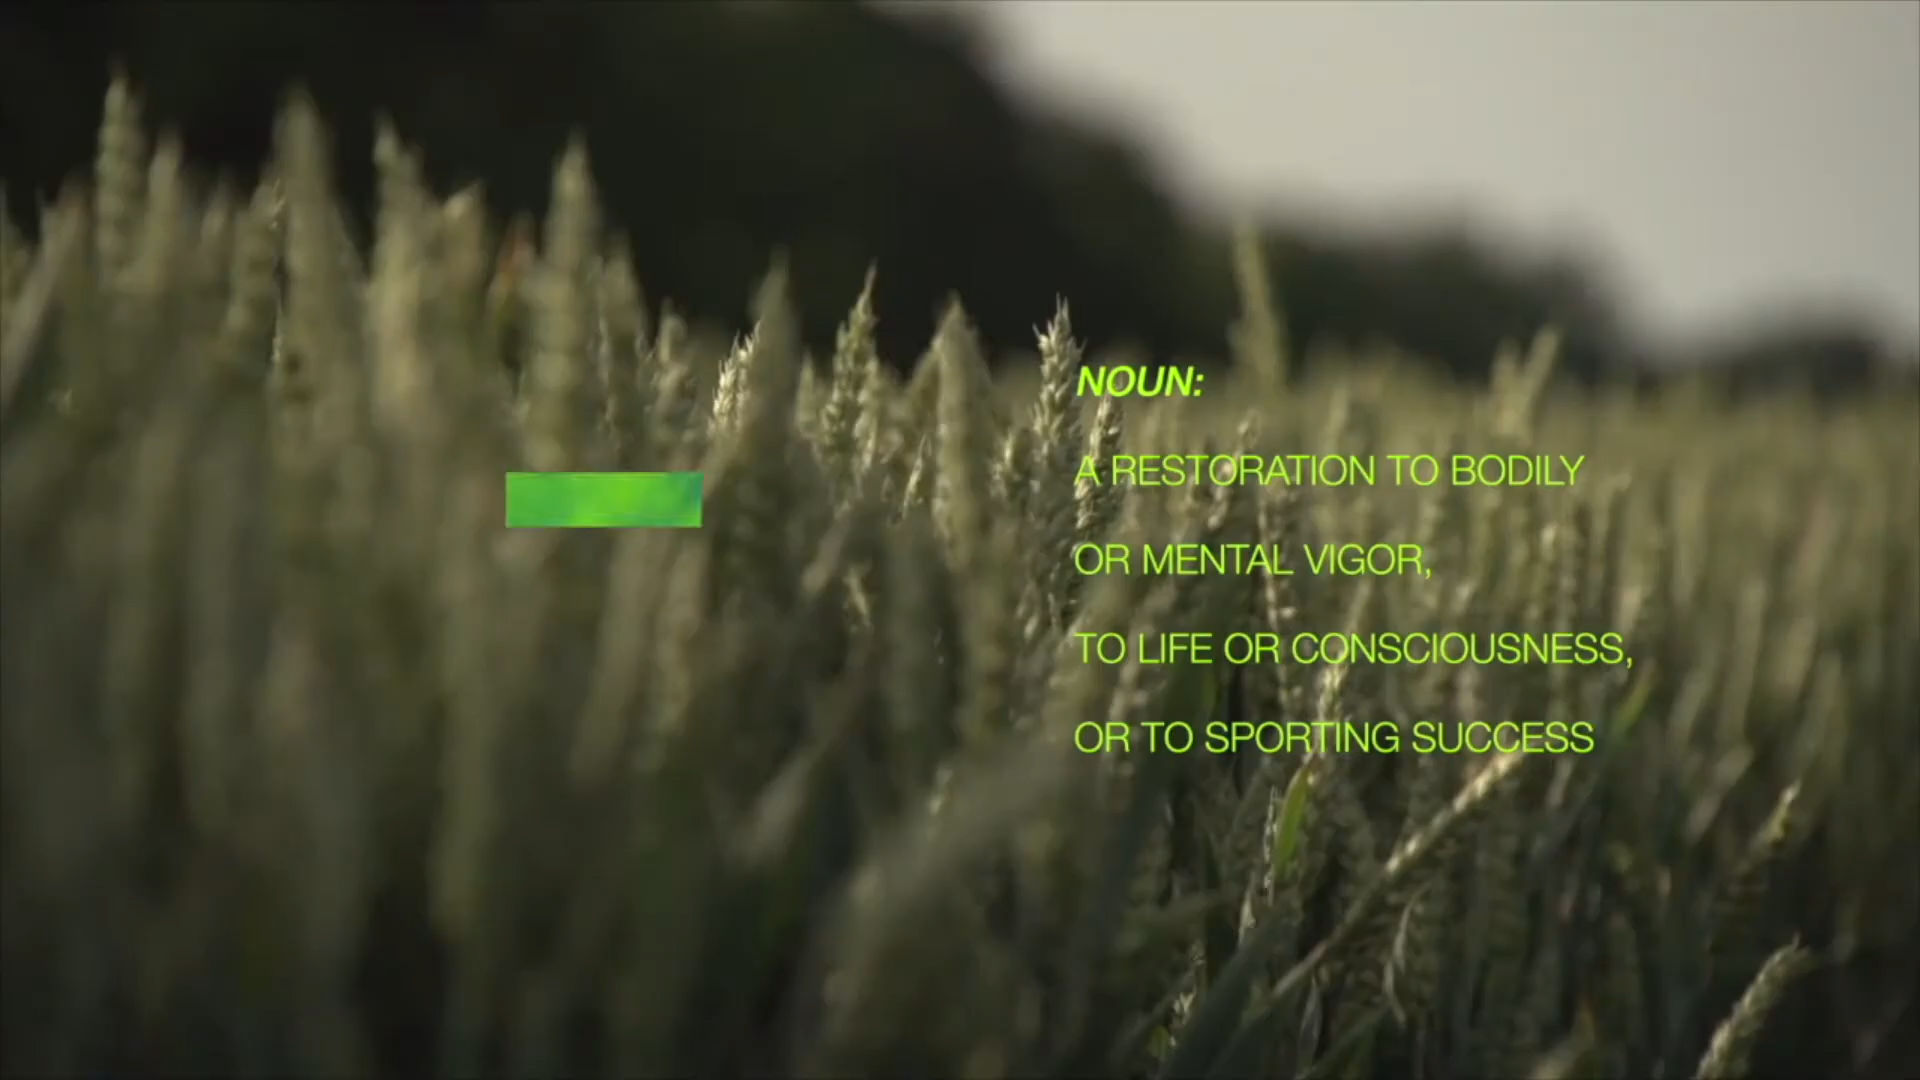 NOUN:
A RESTORATION TO BODILY
OR MENTAL VIGOR,
TO LIFE OR CONSCIOUSNESS,
OR TO SPORTING SUCCESS